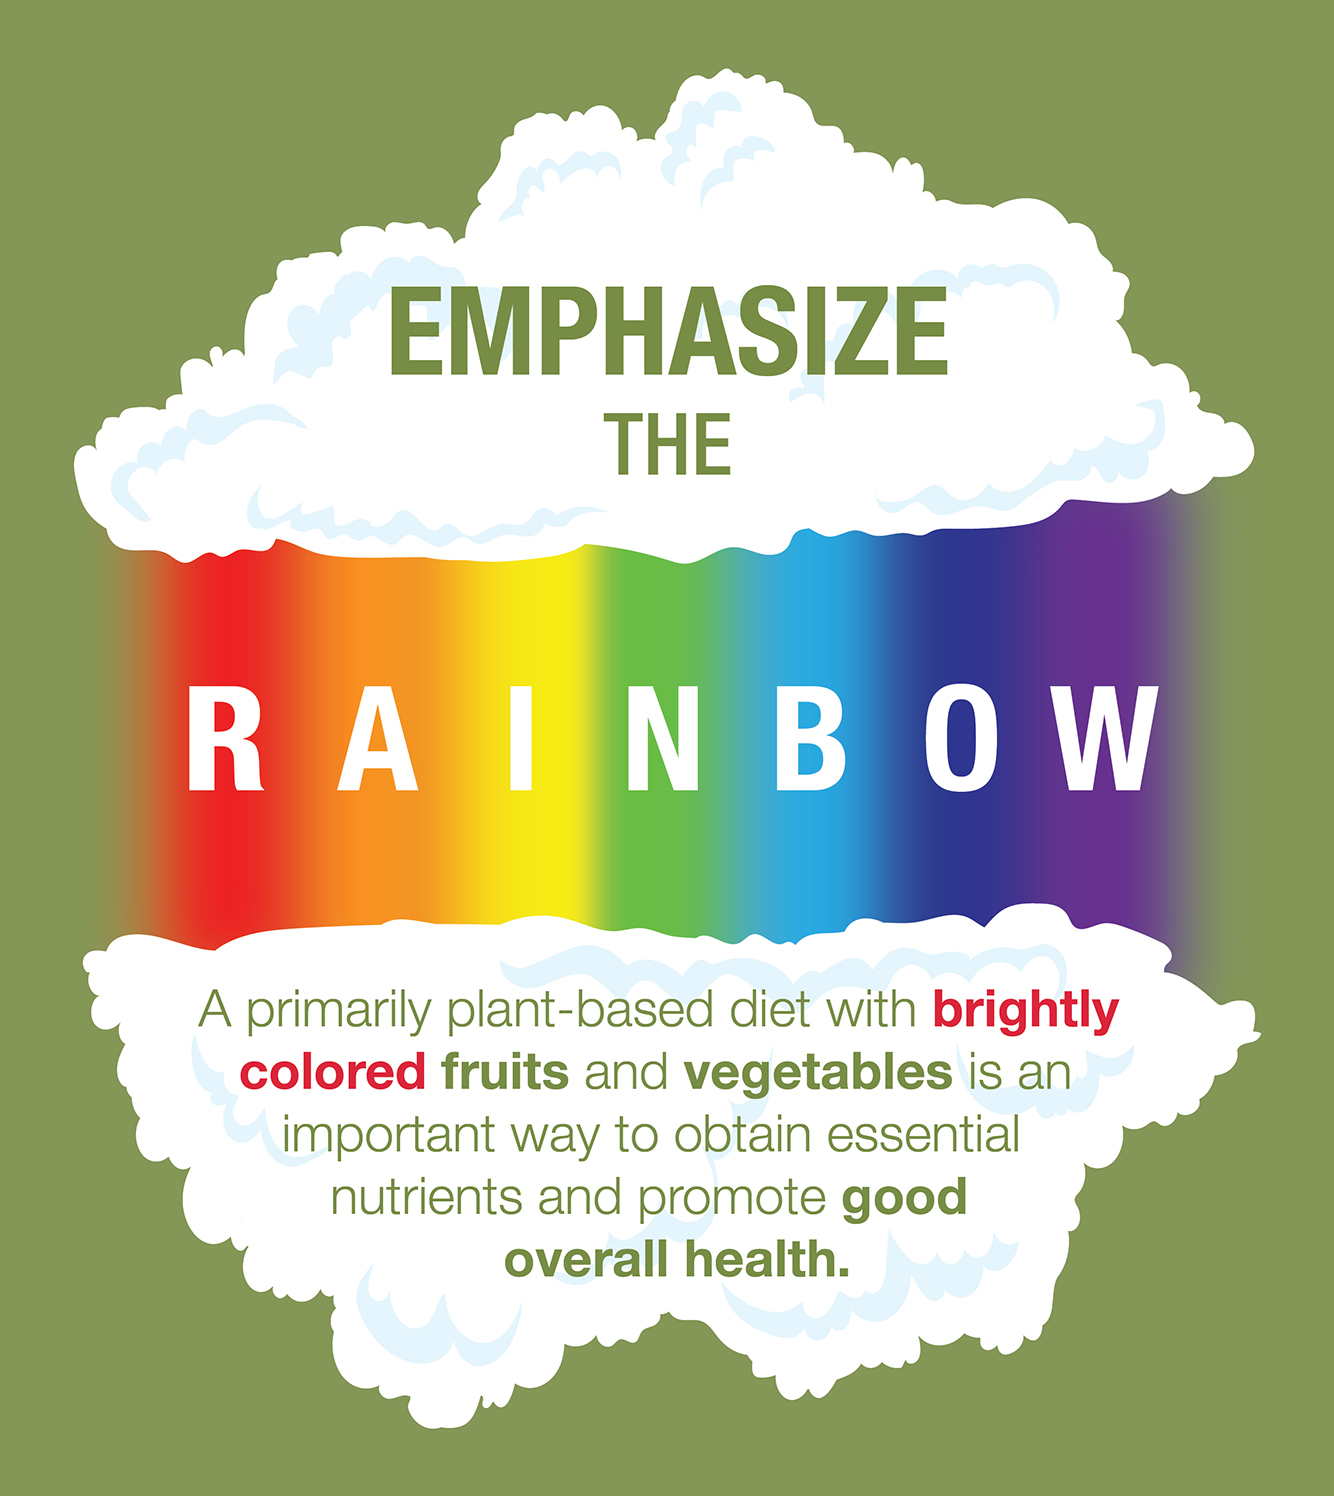 EMPHASIZE
THE
RAINBOW
A primarily plant-based diet with brightly
colored fruits and vegetables is an
important way to obtain essential
nutrients and promote good
overall health.